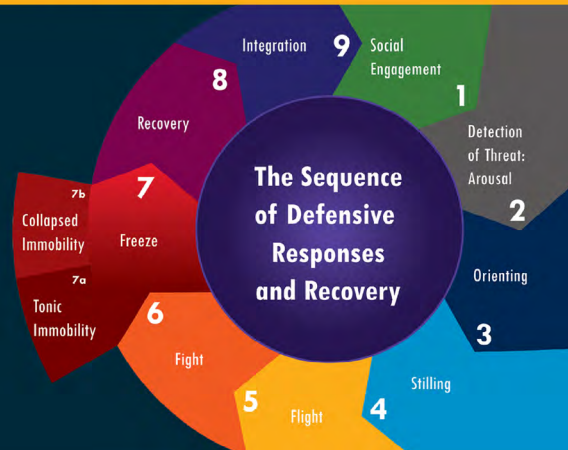 The Sequence
of Defensive
Responses
and Recovery
Social
Engagement
1
Detection
of Threat:
Arousal
2
Orienting
3
Stilling
4
Flight
5
Fight
6
Freeze
7
7a
Tonic
Immobility
7b
Collapsed
Immobility
Recovery
8
Integration
9